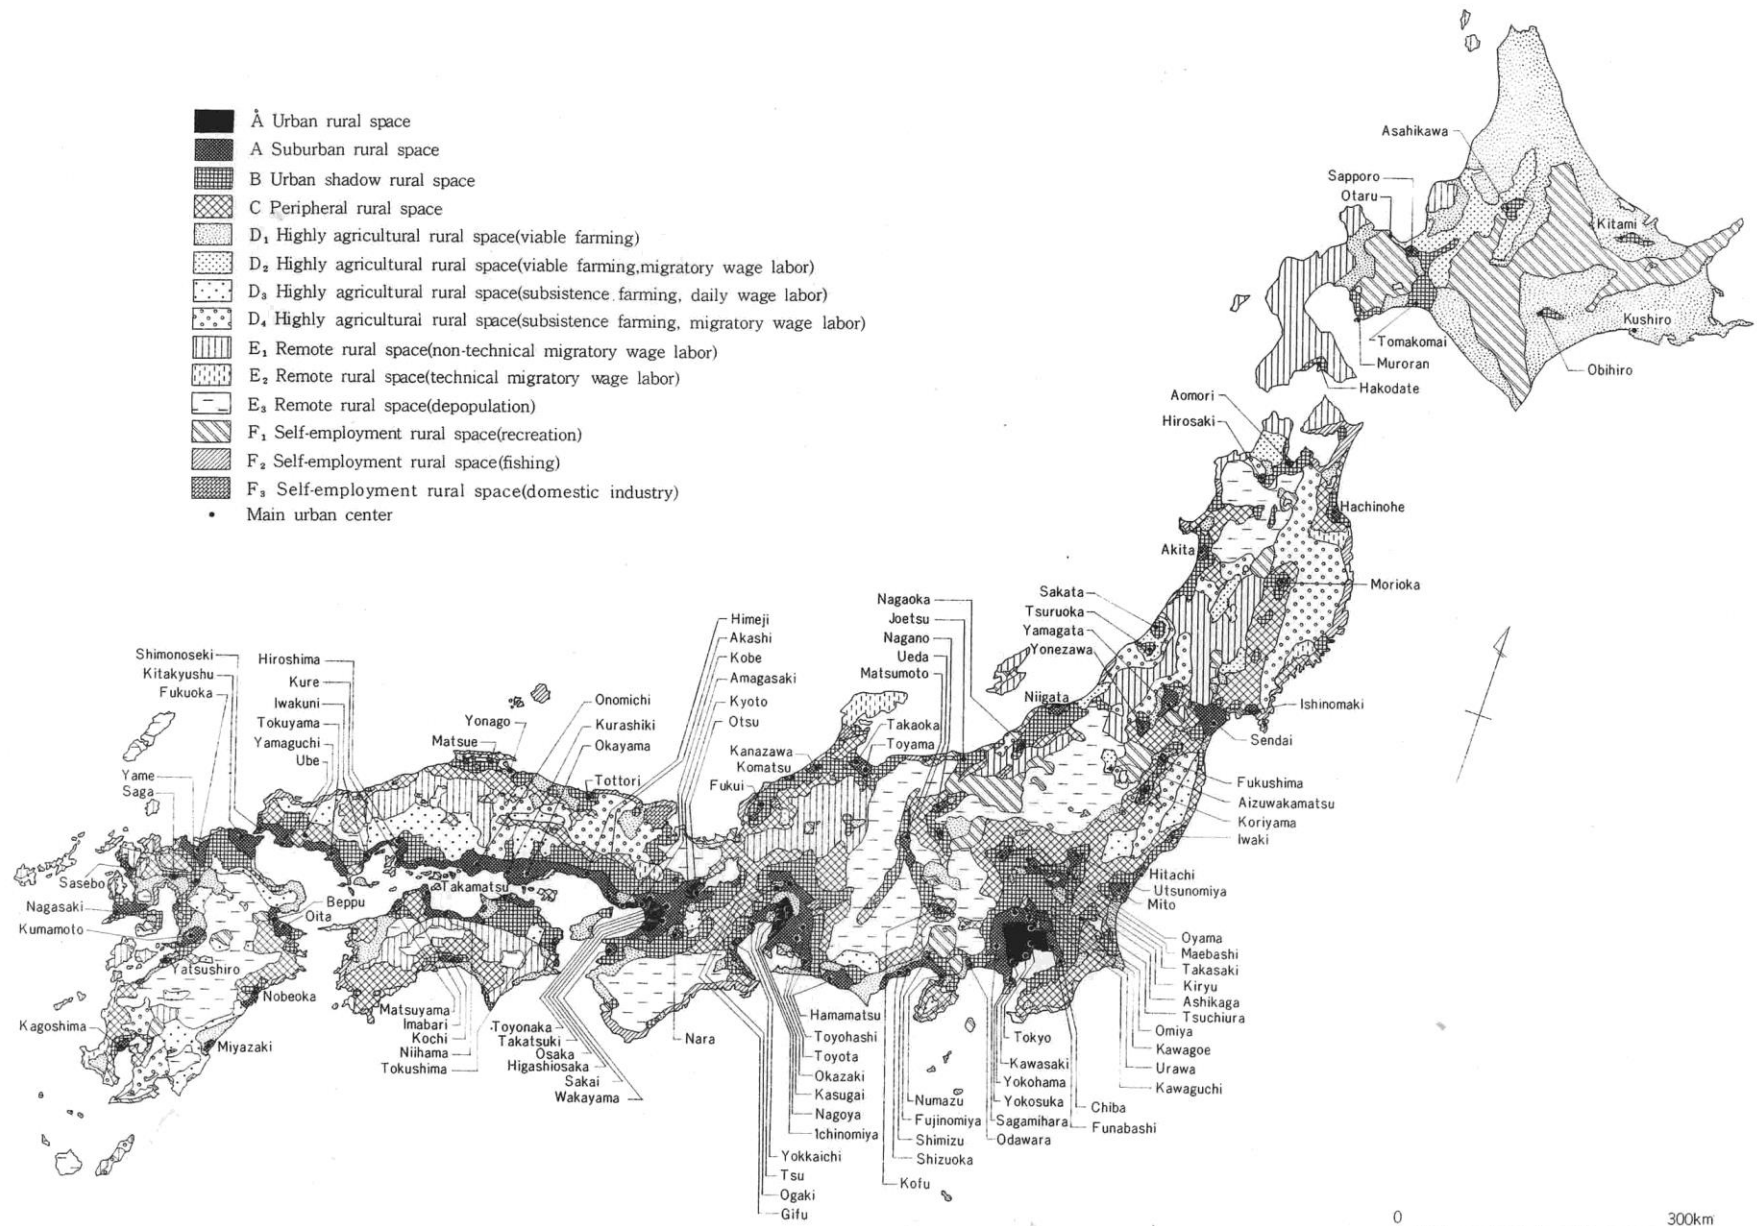 Å Urban rural space
A Suburban rural space
B Urban shadow rural space
C Peripheral rural space
D₁ Highly agricultural rural space(viable farming)
D₂ Highly agricultural rural space(viable farming,migratory wage labor)
D₃ Highly agricultural rural space(subsistence farming, daily wage labor)
D₄ Highly agricultural rural space(subsistence farming, migratory wage labor)
E₁ Remote rural space(non-technical migratory wage labor)
E₂ Remote rural space(technical migratory wage labor)
E₃ Remote rural space(depopulation)
F₁ Self-employment rural space(recreation)
F₂ Self-employment rural space(fishing)
F₃ Self-employment rural space(domestic industry)
Main urban center
Asahikawa
Sapporo
Otaru
Kitami
Kushiro
Tomakomai
Muroran
Obihiro
Hakodate
Aomori
Hirosaki
Hachinohe
Akita
Morioka
Sakata
Tsuruoka
Yamagata
Yonezawa
Nagaoka
Joetsu
Nagano
Ueda
Matsumoto
Niigata
Ishinomaki
Sendai
Fukushima
Aizuwakamatsu
Koriyama
Iwaki
Hitachi
Utsunomiya
Mito
Oyama
Maebashi
Takasaki
Kiryu
Ashikaga
Tsuchiura
Omiya
Kawagoe
Urawa
Kawaguchi
Himeji
Akashi
Kobe
Amagasaki
Kyoto
Otsu
Shimonoseki
Kitakyushu
Fukuoka
Hiroshima
Kure
Iwakuni
Tokuyama
Yamaguchi
Ube
Yame
Saga
Onomichi
Kurashiki
Okayama
Yonago
Matsue
Tottori
Takaoka
Toyama
Kanazawa
Komatsu
Fukui
Sasebo
Nagasaki
Kumamoto
Takamatsu
Beppu
Oita
Yatsushiro
Nobeoka
Kagoshima
Miyazaki
Matsuyama
Imabari
Kochi
Niihama
Tokushima
Toyonaka
Takatsuki
Osaka
Higashiosaka
Sakai
Wakayama
Nara
Hamamatsu
Toyohashi
Toyota
Okazaki
Kasugai
Nagoya
Ichinomiya
Yokkaichi
Tsu
Ogaki
Gifu
Numazu
Fujinomiya
Shimizu
Shizuoka
Kofu
Tokyo
Kawasaki
Yokohama
Yokosuka
Sagamihara
Odawara
Chiba
Funabashi
0 300km